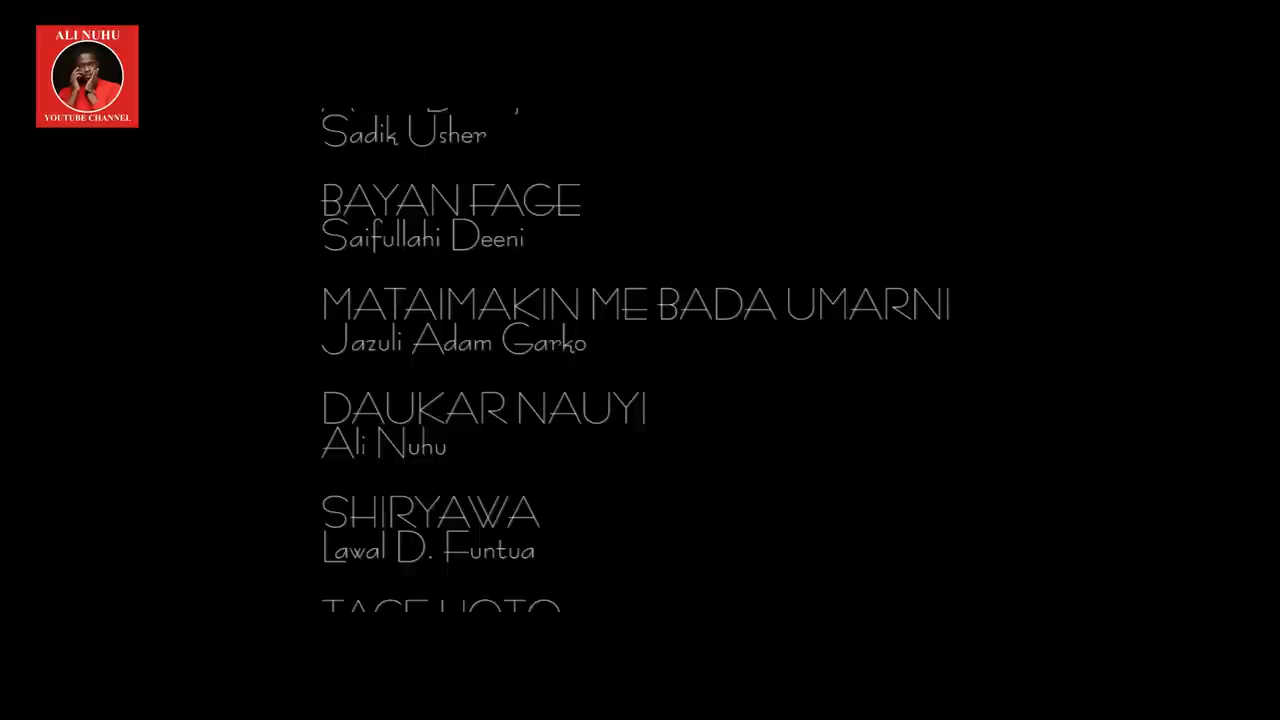 ALI NUHU
YOUTUBE CHANNEL
Sadik Usher
BAYAN FAGE
Saifullahi Deeni
MATAIMAKIN ME BADA UMARNI
Jazuli Adam Garko
DAUKAR NAUYI
Ali Nuhu
SHIRYAWA
Lawal D. Funtua